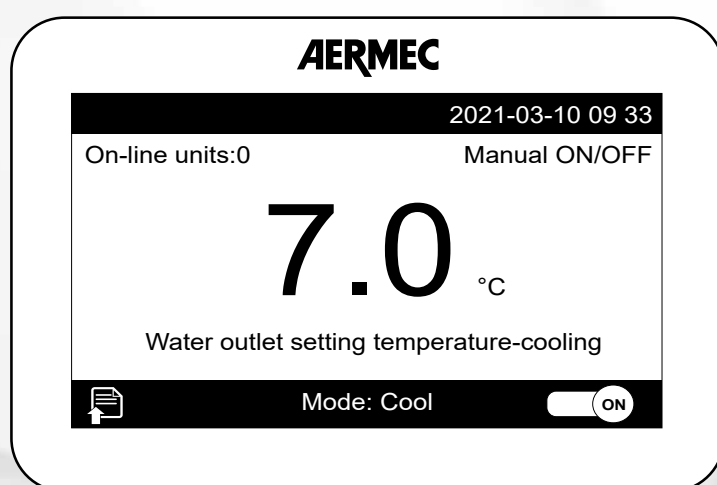 AERMEC
2021-03-10 09 33
On-line units:0 Manual ON/OFF
7.0 °C
Water outlet setting temperature-cooling
Mode: Cool ON